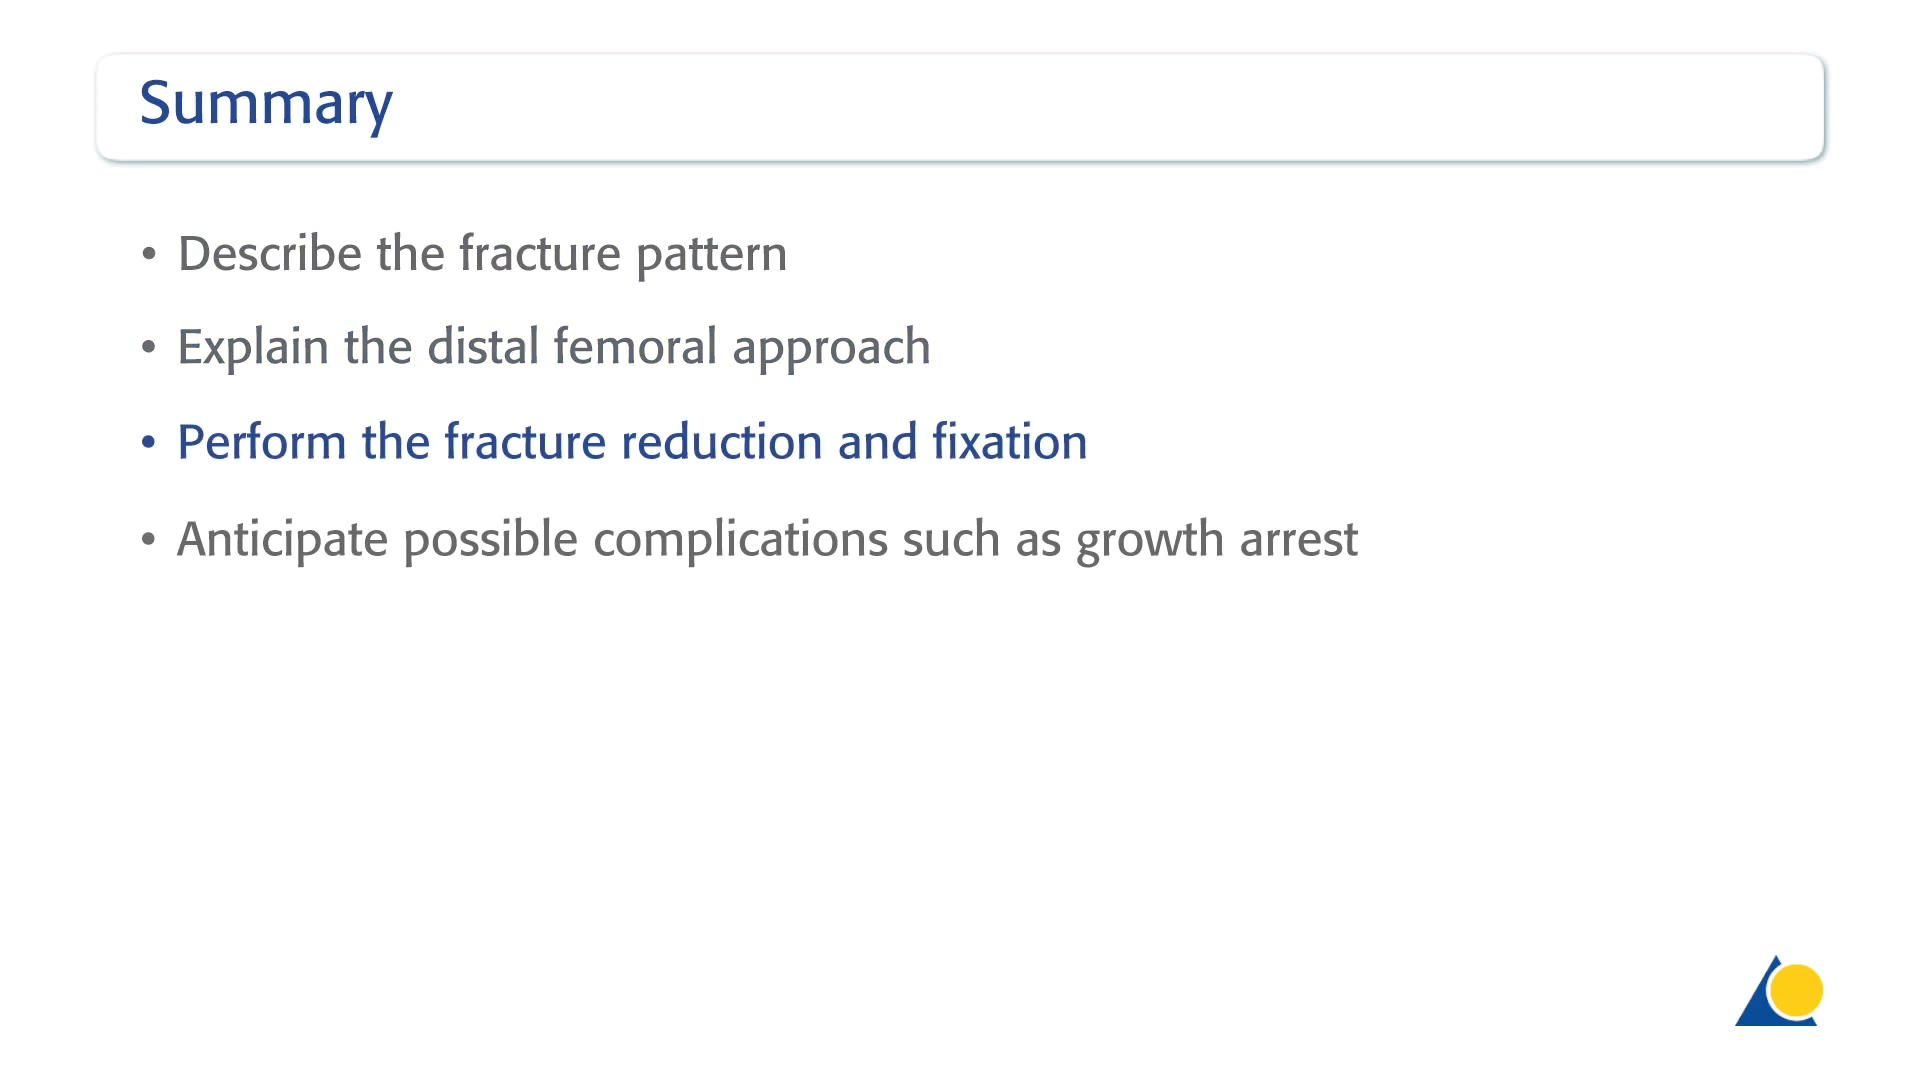 Summary
• Describe the fracture pattern
• Explain the distal femoral approach
• Perform the fracture reduction and fixation
• Anticipate possible complications such as growth arrest